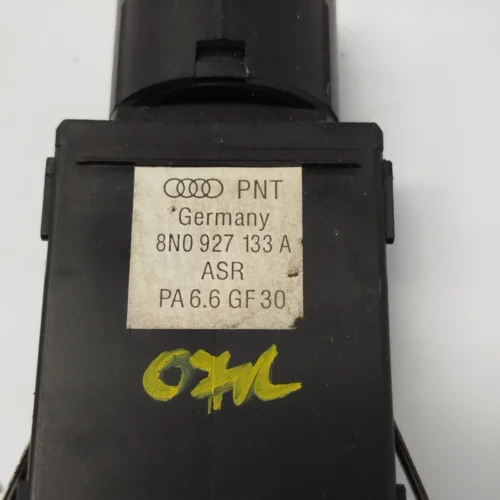 PNT
Germany
8N0 927 133 A
ASR
PA 6.6 GF 30